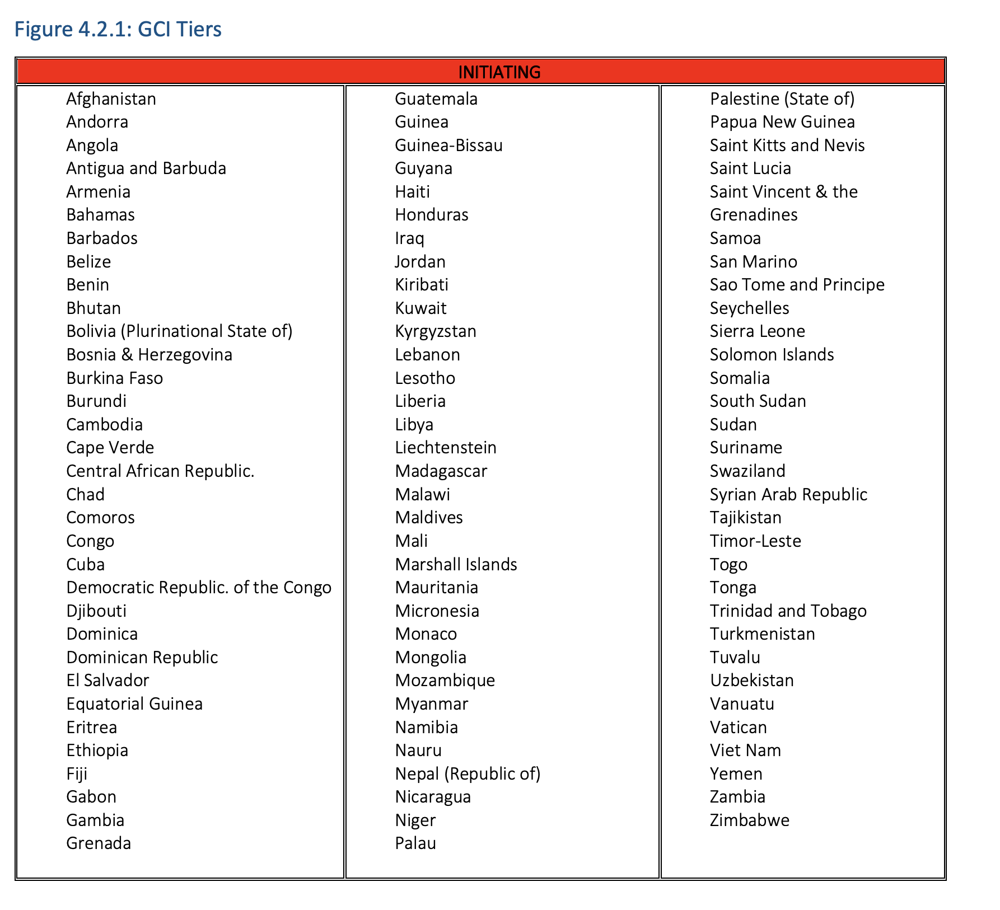 Figure 4.2.1: GCI Tiers
INITIATING
Afghanistan
Andorra
Angola
Antigua and Barbuda
Armenia
Bahamas
Barbados
Belize
Benin
Bhutan
Bolivia (Plurinational State of)
Bosnia & Herzegovina
Burkina Faso
Burundi
Cambodia
Cape Verde
Central African Republic.
Chad
Comoros
Congo
Cuba
Democratic Republic. of the Congo
Djibouti
Dominica
Dominican Republic
El Salvador
Equatorial Guinea
Eritrea
Ethiopia
Fiji
Gabon
Gambia
Grenada
Guatemala
Guinea
Guinea-Bissau
Guyana
Haiti
Honduras
Iraq
Jordan
Kiribati
Kuwait
Kyrgyzstan
Lebanon
Lesotho
Liberia
Libya
Liechtenstein
Madagascar
Malawi
Maldives
Mali
Marshall Islands
Mauritania
Micronesia
Monaco
Mongolia
Mozambique
Myanmar
Namibia
Nauru
Nepal (Republic of)
Nicaragua
Niger
Palau
Palestine (State of)
Papua New Guinea
Saint Kitts and Nevis
Saint Lucia
Saint Vincent & the
Grenadines
Samoa
San Marino
Sao Tome and Principe
Seychelles
Sierra Leone
Solomon Islands
Somalia
South Sudan
Sudan
Suriname
Swaziland
Syrian Arab Republic
Tajikistan
Timor-Leste
Togo
Tonga
Trinidad and Tobago
Turkmenistan
Tuvalu
Uzbekistan
Vanuatu
Vatican
Viet Nam
Yemen
Zambia
Zimbabwe